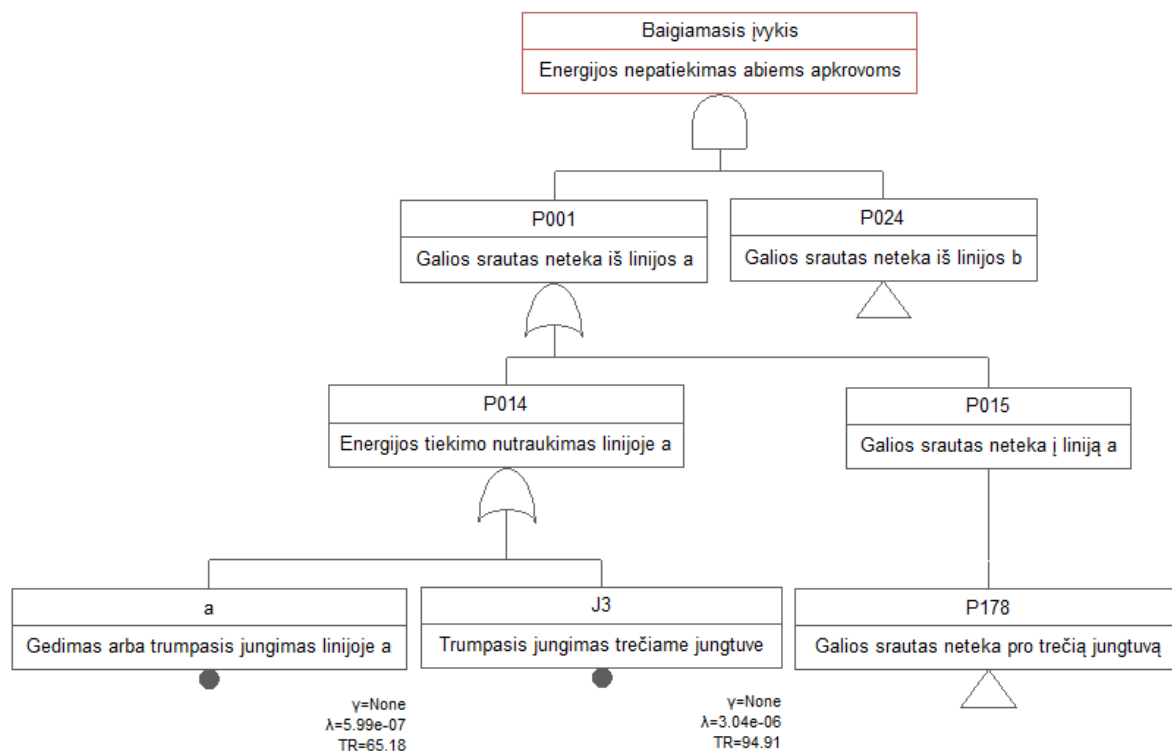 Baigiamasis įvykis
Energijos nepatiekimas abiems apkrovoms
P001
Galios srautas neteka iš linijos a
P024
Galios srautas neteka iš linijos b
P014
Energijos tiekimo nutraukimas linijoje a
P015
Galios srautas neteka į liniją a
a
Gedimas arba trumpasis jungimas linijoje a
γ=None
λ=5.99e-07
TR=65.18
J3
Trumpasis jungimas trečiame jungtuve
γ=None
λ=3.04e-06
TR=94.91
P178
Galios srautas neteka pro trečią jungtuvą